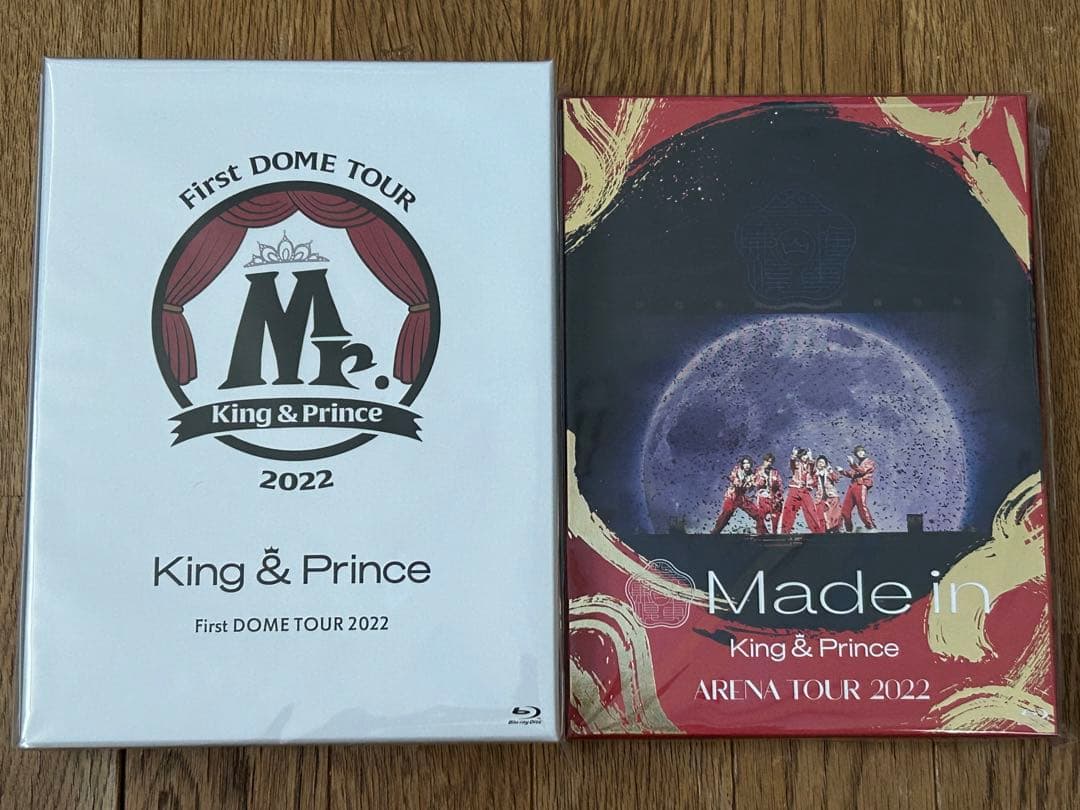 First DOME TOUR
Mr.
King & Prince
2022
King & Prince
First DOME TOUR 2022
Blu-ray Disc
Made in
King & Prince
ARENA TOUR 2022